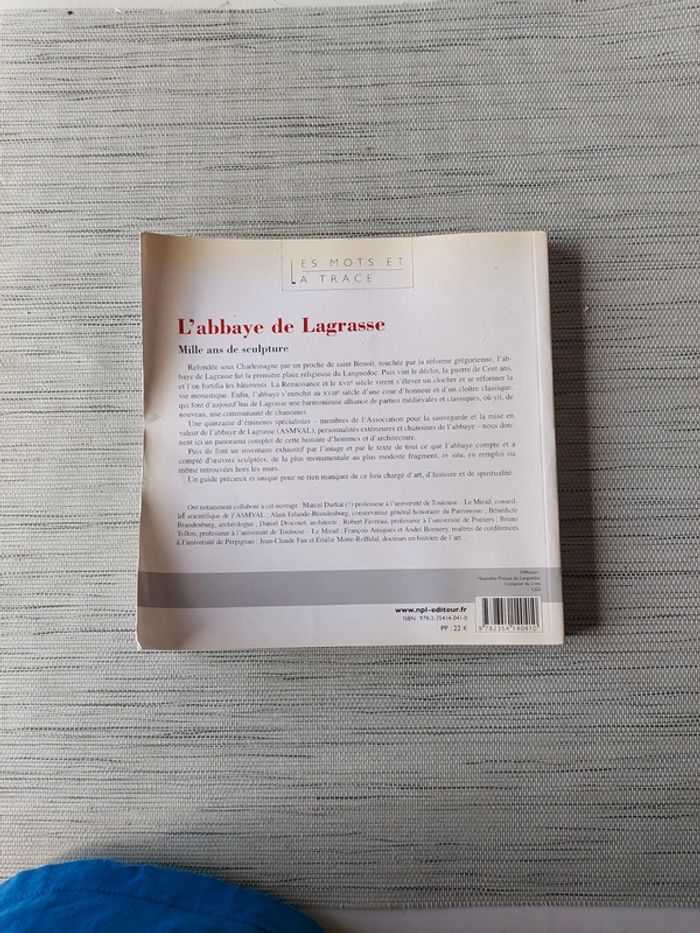 LES MOTS ET
LA TRACE
L'abbaye de Lagrasse
Mille ans de sculpture
Refondée sous Charlemagne par un proche de saint Benoît, touchée par la réforme grégorienne, l'ab-
baye de Lagrasse fut la première place religieuse du Languedoc. Puis vint le déclin, la guerre de Cent ans,
et l'on fortifia les bâtiments. La Renaissance et le XVIIe siècle virent s'élever un clocher et se réformer la
vie monastique. Enfin, l'abbaye s'enrichit au XVIIIe siècle d'une cour d'honneur et d'un cloître classique,
qui font d'aujourd'hui de Lagrasse une harmonieuse alliance de parties médiévales et classiques, où vit, de
nouveau, une communauté de chanoines.
Une quinzaine d'éminents spécialistes – membres de l'Association pour la sauvegarde et la mise en
valeur de l'abbaye de Lagrasse (ASMVAL), personnalités extérieures et chanoines de l'abbaye – nous don-
nent ici un panorama complet de cette histoire d'hommes et d'architecture.
Puis ils font un inventaire exhaustif par l'image et par le texte de tout ce que l'abbaye compte et a
compté d'œuvres sculptées, de la plus monumentale au plus modeste fragment, in situ, en remploi ou
même retrouvées hors les murs.
Un guide précieux et unique pour ne rien manquer de ce lieu chargé d'art, d'histoire et de spiritualité.
Ont notamment collaboré à cet ouvrage : Marcel Durliat (†) professeur à l'université de Toulouse – Le Mirail, conseil-
ler scientifique de l'ASMVAL ; Alain Erlande-Brandenburg, conservateur général honoraire du Patrimoine ; Bénédicte
Brandenburg, archéologue ; Daniel Drocourt, architecte ; Robert Favreau, professeur à l'université de Poitiers ; Bruno
Tollon, professeur à l'université de Toulouse – Le Mirail ; François Amigues et André Bonnery, maîtres de conférences
à l'université de Perpignan ; Jean-Claude Fau et Émilie Mone-Roffidal, docteurs en histoire de l'art...
Diffusion :
Nouvelles Presses du Languedoc
Comptoir du Livre
CED
www.npl-editeur.fr
ISBN : 978-2-35414-041-0
PP : 22 €
9 782354 140410